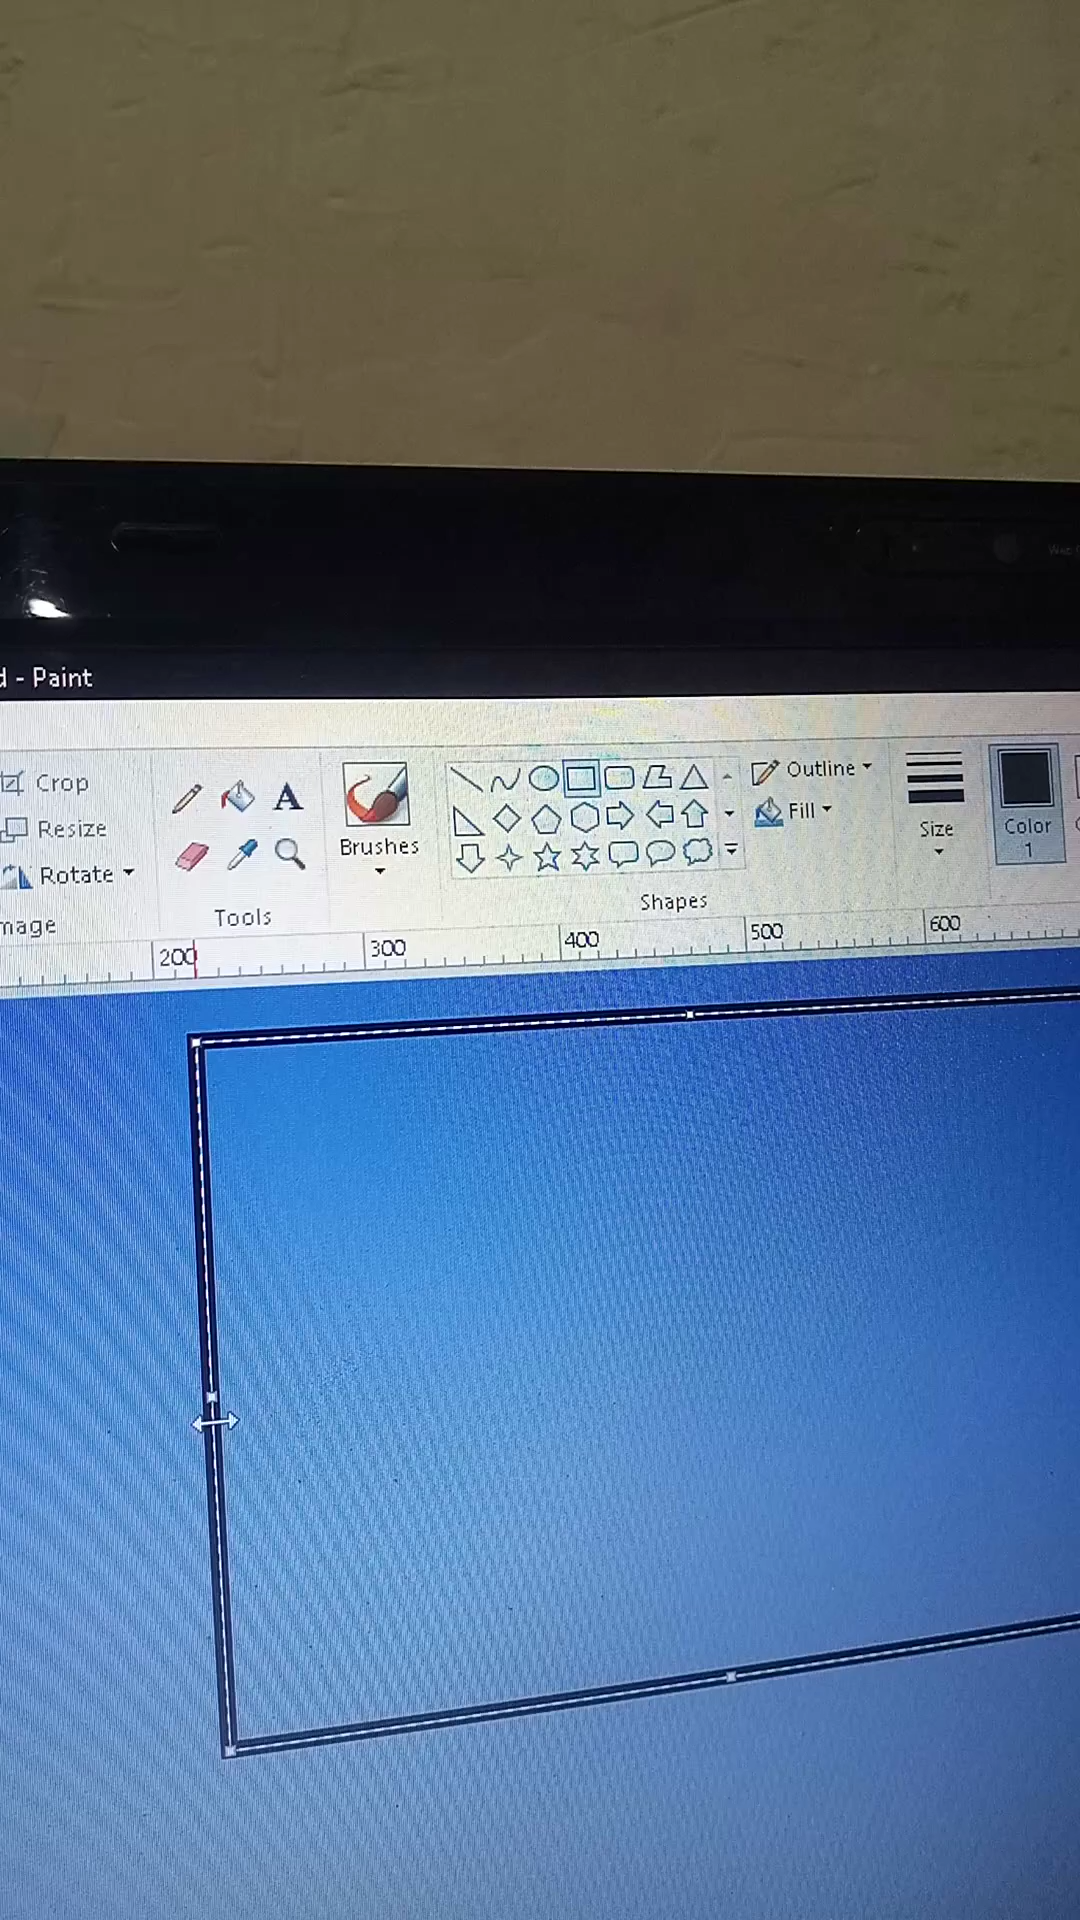 d - Paint
Crop
Resize
Rotate
mage
Tools
A
Brushes
Shapes
Outline
Fill
Size
Color
1
200
300
400
500
600